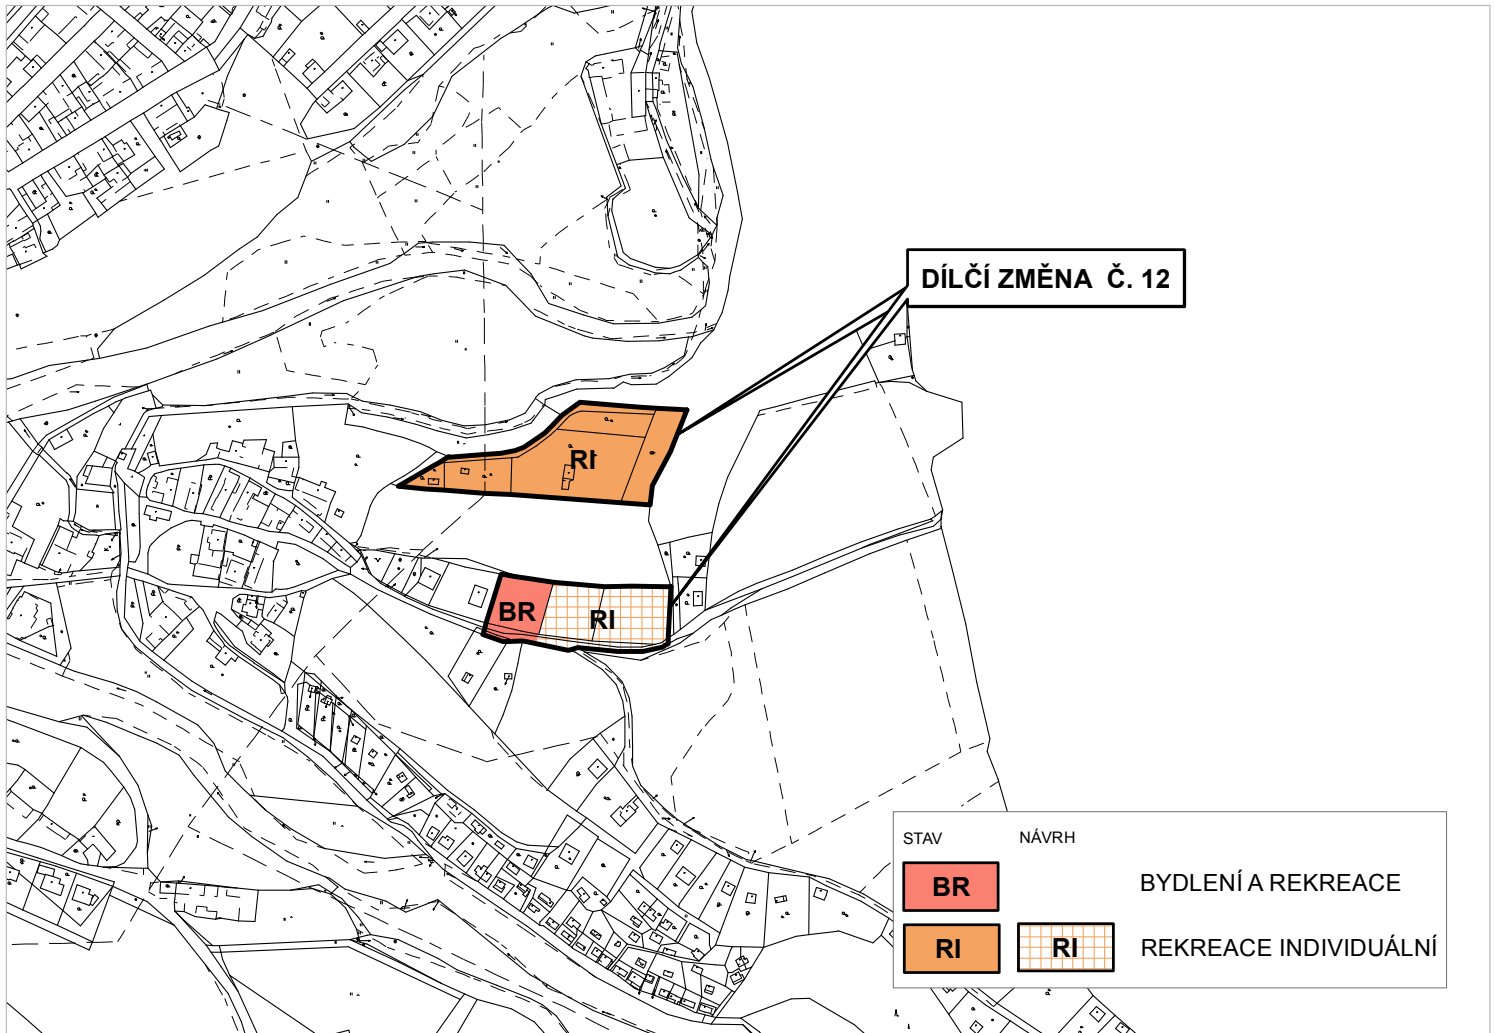 DÍLČÍ ZMĚNA Č. 12
RI
BR
RI
STAV NÁVRH
BR BYDLENÍ A REKREACE
RI RI REKREACE INDIVIDUÁLNÍ